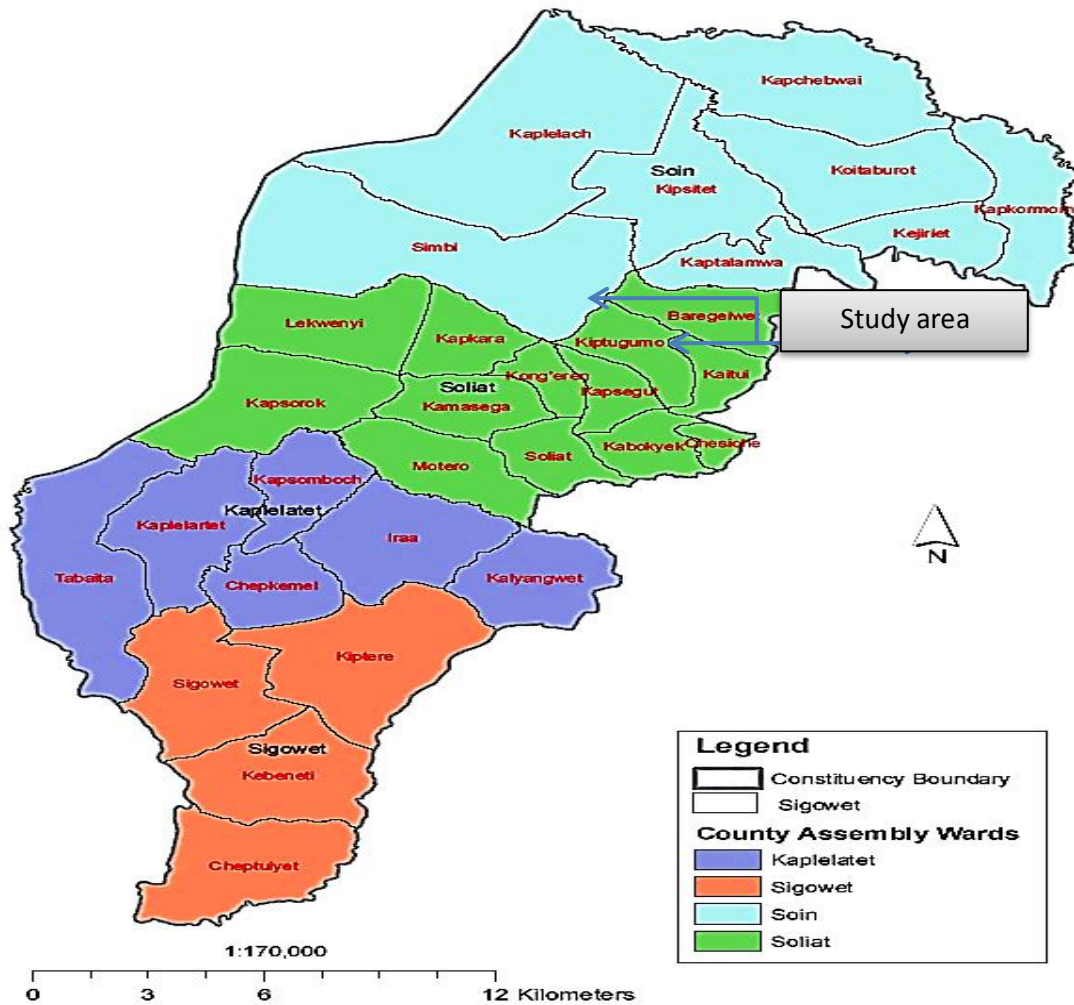 Kapchebwai
Kaplelach
Soin
Kipsitet
Koitaburot
Kapkormom
Kejiriet
Simbi
Kaptalamwa
Baregeiwet
Study area
Lekwenyi
Kapkara
Kiptugumo
Kong'eren
Kaitui
Soliat
Kapsegut
Kapsorok
Kamasega
Motero
Soliat
Kabokyek
Chesiche
Kapsomboch
Kaplelatet
Kaplelartet
Iraa
Tabaita
Chepkemel
Kalyangwet
N
Sigowet
Kiptere
Sigowet
Kebeneti
Cheptuiyet
Legend
Constituency Boundary
Sigowet
County Assembly Wards
Kaplelatet
Sigowet
Soin
Soliat
1:170,000
0 3 6 12 Kilometers